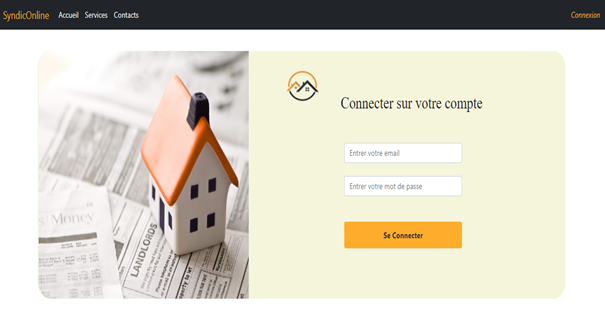 SyndicOnline
Accueil Services Contacts
Connexion
Money
LANDLORDS
Connecter sur votre compte
Entrer votre email
Entrer votre mot de passe
Se Connecter